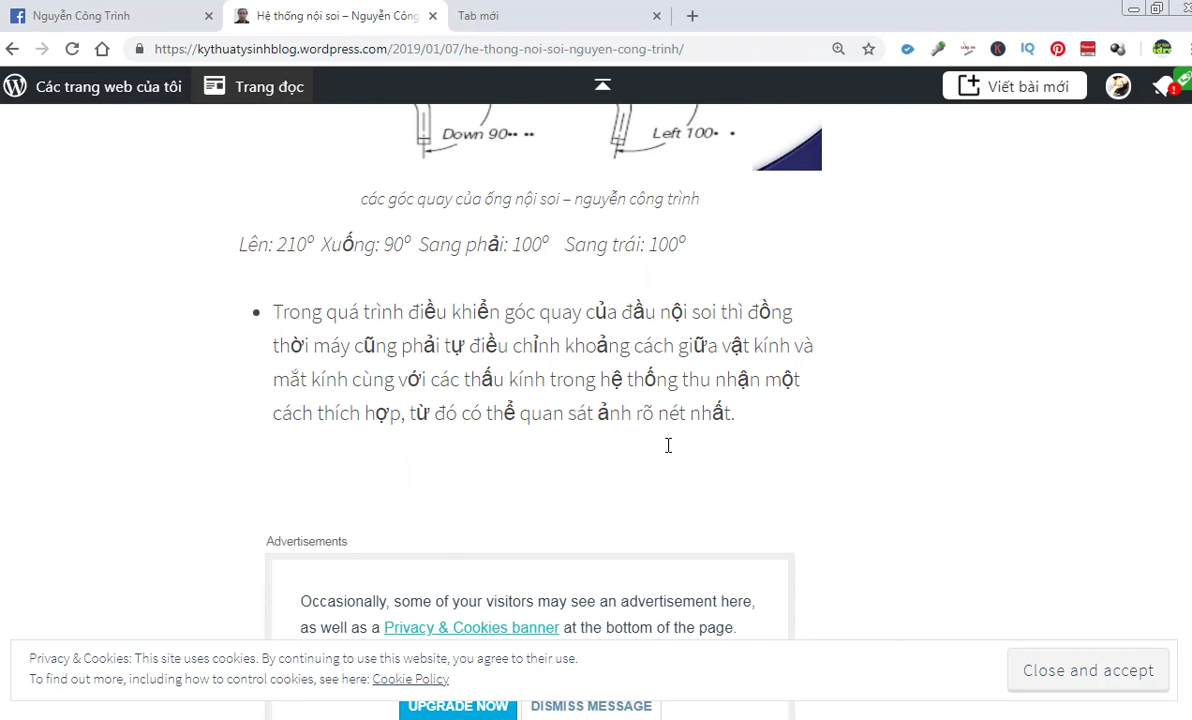 Nguyễn Công Trình
Hệ thống nội soi – Nguyễn Công
Tab mới
https://kythuatysinhblog.wordpress.com/2019/01/07/he-thong-noi-soi-nguyen-cong-trinh/
IQ
Các trang web của tôi
Trang đọc
Viết bài mới
Down 90•• ••
Left 100• •
các góc quay của ống nội soi – nguyễn công trình
Lên: 210⁰ Xuống: 90⁰ Sang phải: 100⁰ Sang trái: 100⁰
• Trong quá trình điều khiển góc quay của đầu nội soi thì đồng
thời máy cũng phải tự điều chỉnh khoảng cách giữa vật kính và
mắt kính cùng với các thấu kính trong hệ thống thu nhận một
cách thích hợp, từ đó có thể quan sát ảnh rõ nét nhất.
Advertisements
Occasionally, some of your visitors may see an advertisement here,
as well as a Privacy & Cookies banner at the bottom of the page.
Privacy & Cookies: This site uses cookies. By continuing to use this website, you agree to their use.
To find out more, including how to control cookies, see here: Cookie Policy
Close and accept
UPGRADE NOW
DISMISS MESSAGE